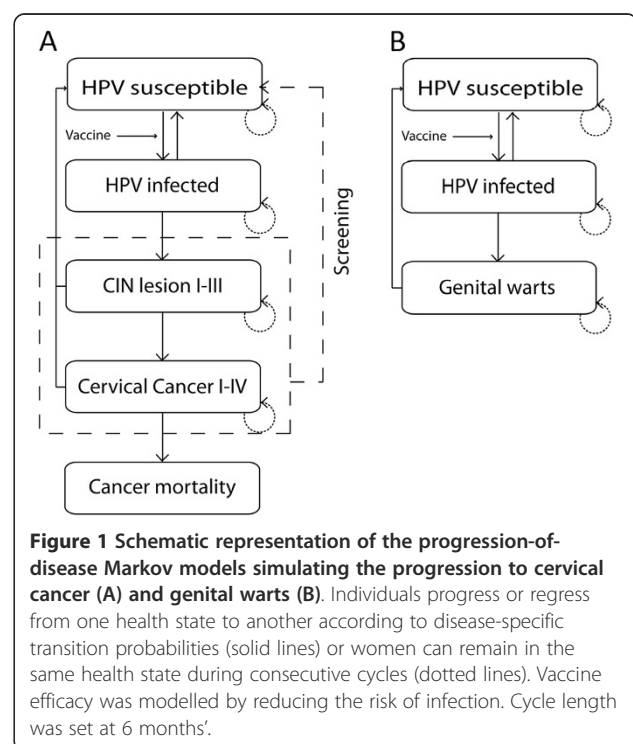 A
HPV susceptible
Vaccine
HPV infected
CIN lesion I-III
Cervical Cancer I-IV
Cancer mortality
Screening
B
HPV susceptible
Vaccine
HPV infected
Genital warts
Figure 1 Schematic representation of the progression-of-
disease Markov models simulating the progression to cervical
cancer (A) and genital warts (B). Individuals progress or regress
from one health state to another according to disease-specific
transition probabilities (solid lines) or women can remain in the
same health state during consecutive cycles (dotted lines). Vaccine
efficacy was modelled by reducing the risk of infection. Cycle length
was set at 6 months’.